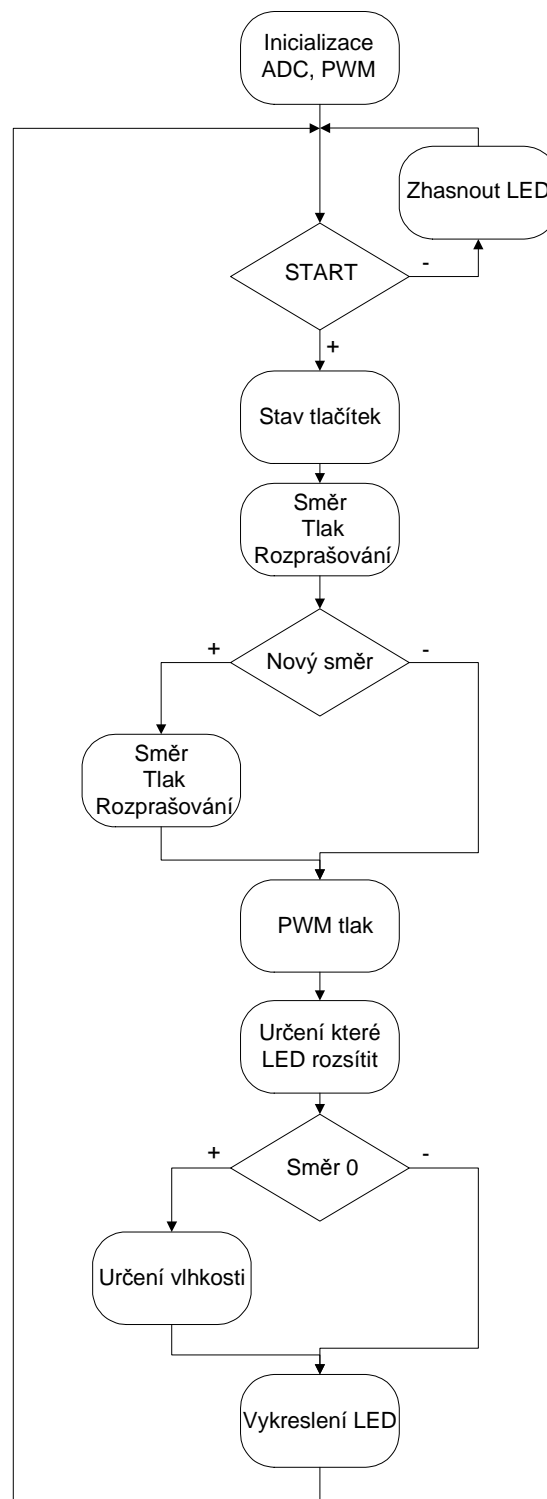 Inicializace
ADC, PWM
Zhasnout LED
START
-
+
Stav tlačítek
Směr
Tlak
Rozprašování
+
Nový směr
-
Směr
Tlak
Rozprašování
PWM tlak
Určení které
LED rozsítit
+
Směr 0
-
Určení vlhkosti
Vykreslení LED